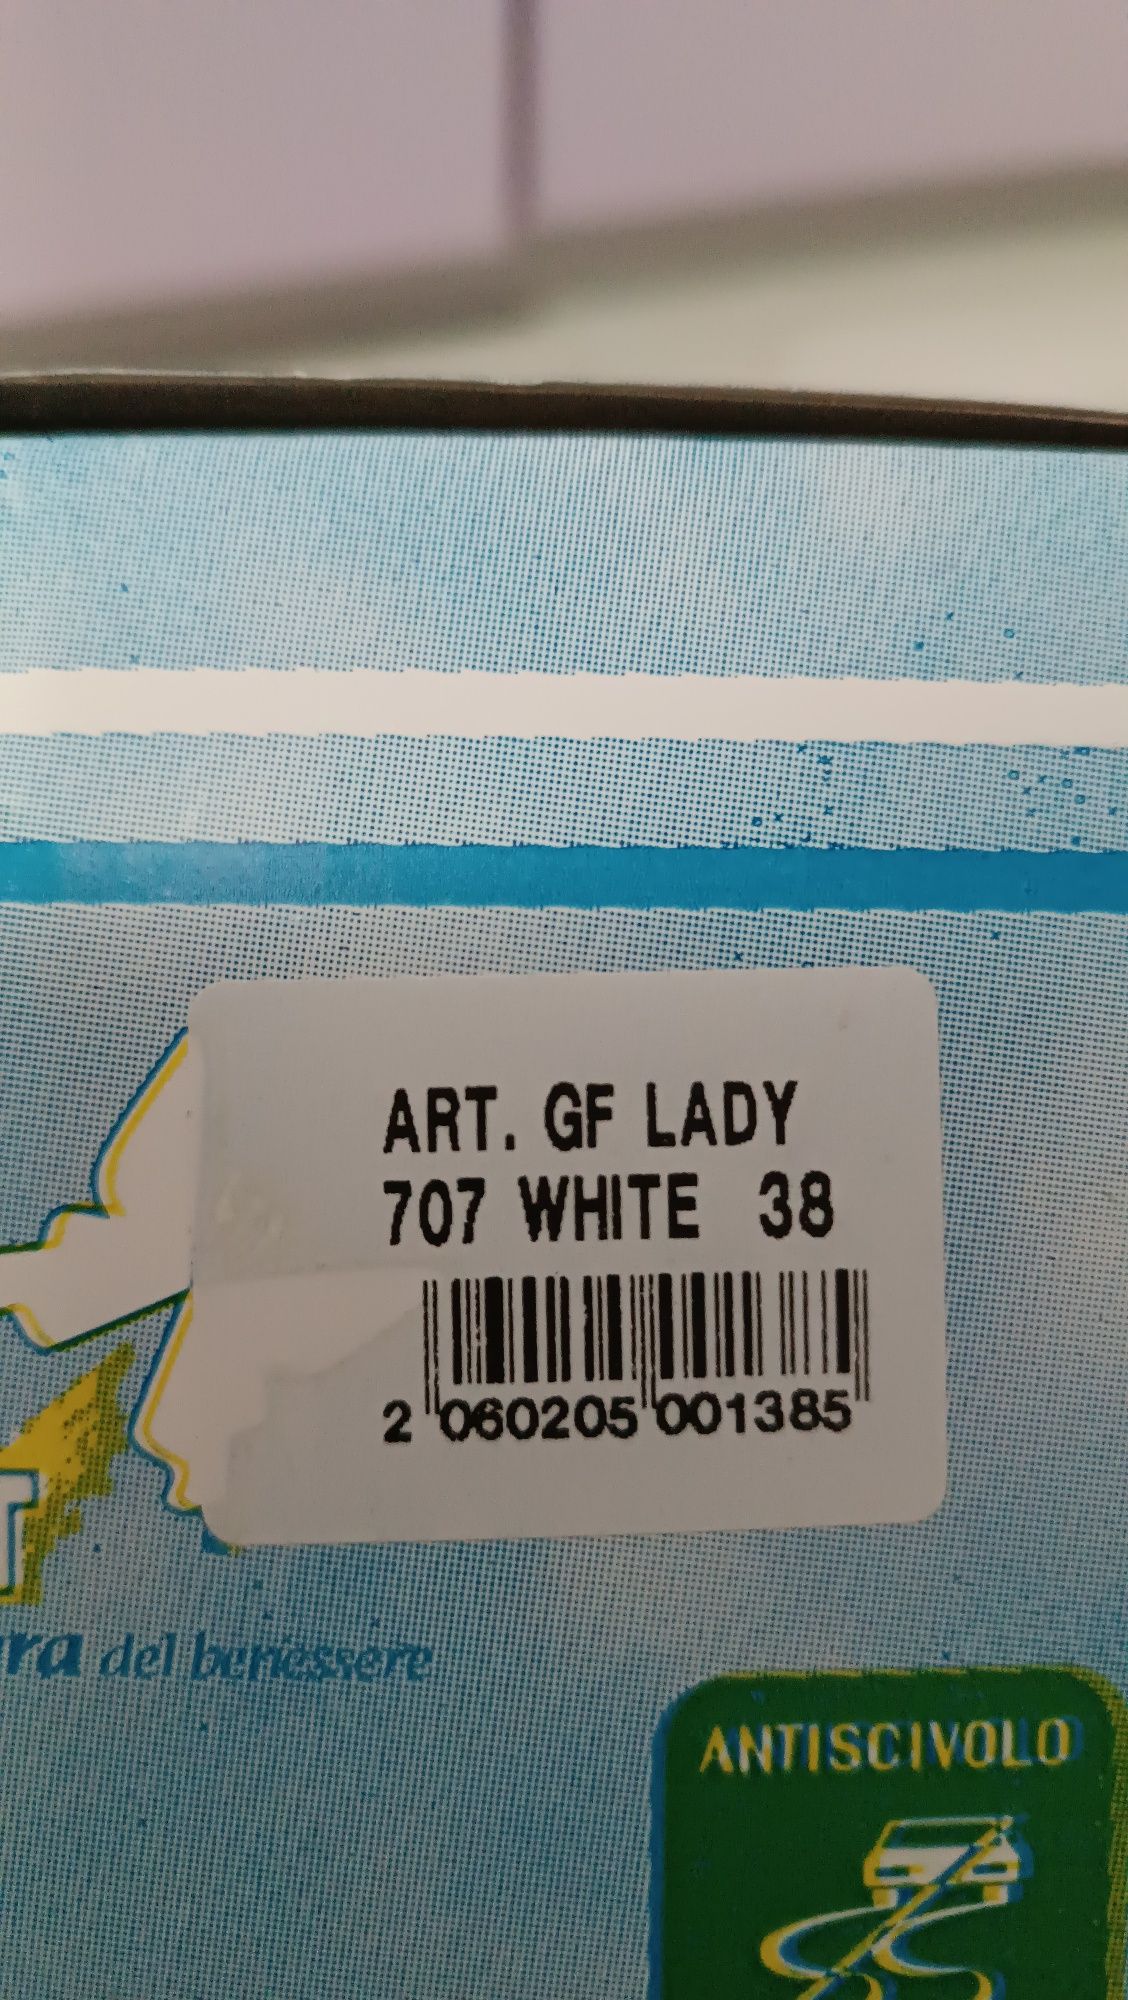 ART. GF LADY
707 WHITE 38
2 060205 001385
del benessere
ANTISCIVOLO